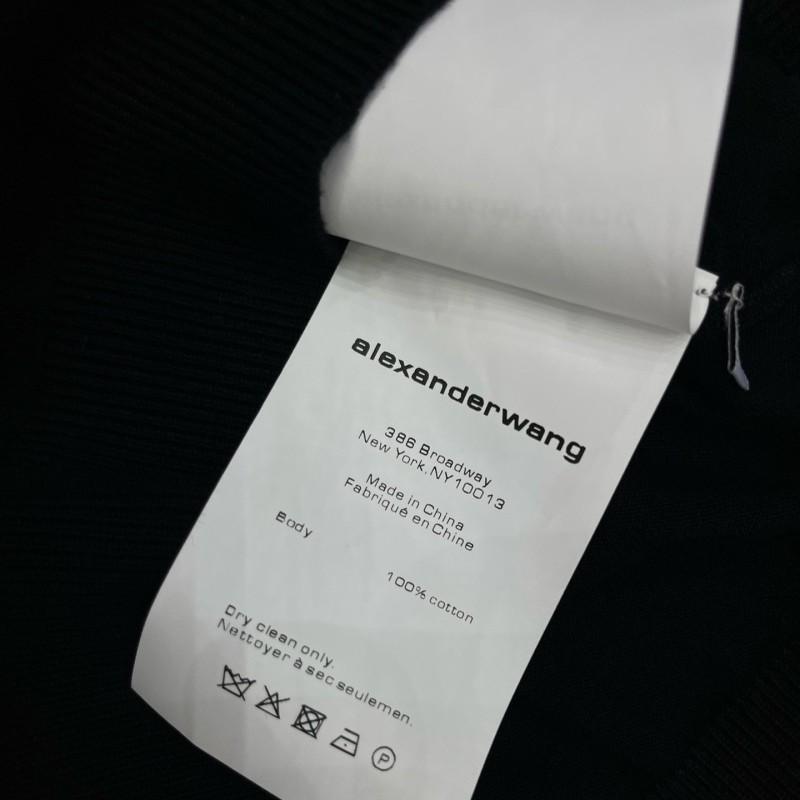 alexanderwang
386 Broadway
New York, NY10013
Made in China
Fabriqué en Chine
Body
100% cotton
Dry clean only.
Nettoyer à sec seulemen.
P